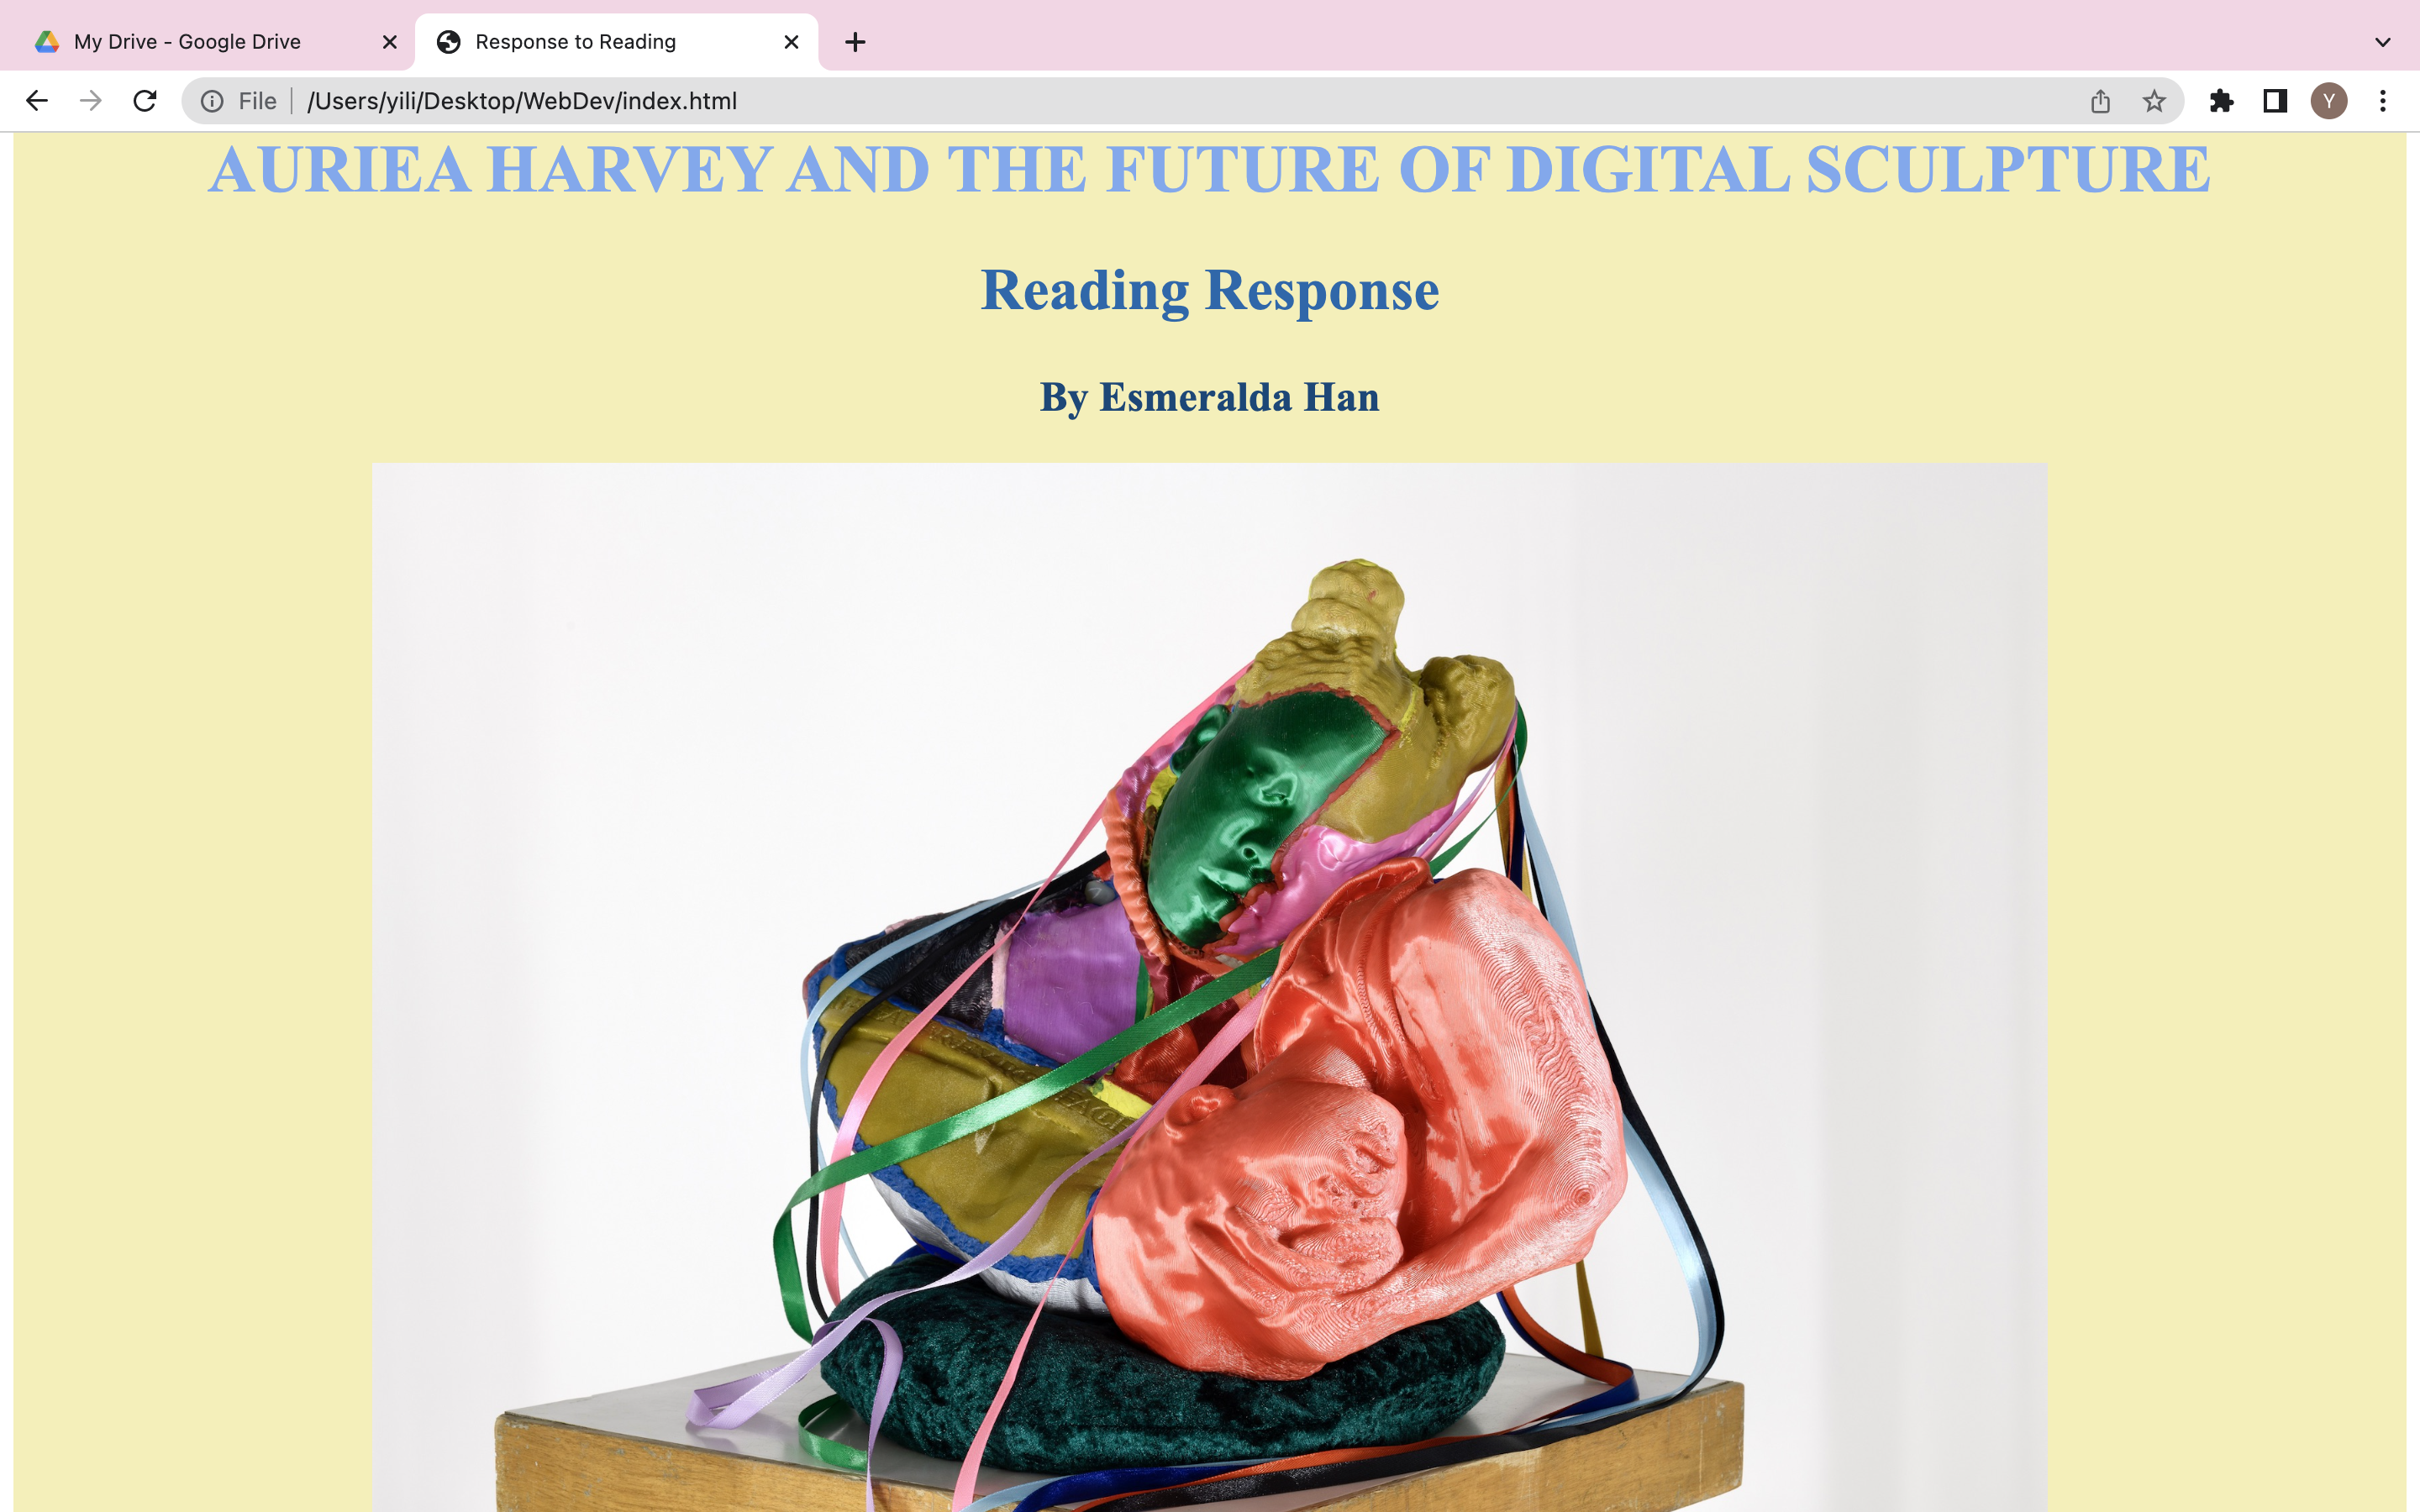 My Drive - Google Drive
Response to Reading
File
/Users/yili/Desktop/WebDev/index.html
Y
AURIEA HARVEY AND THE FUTURE OF DIGITAL SCULPTURE
Reading Response
By Esmeralda Han